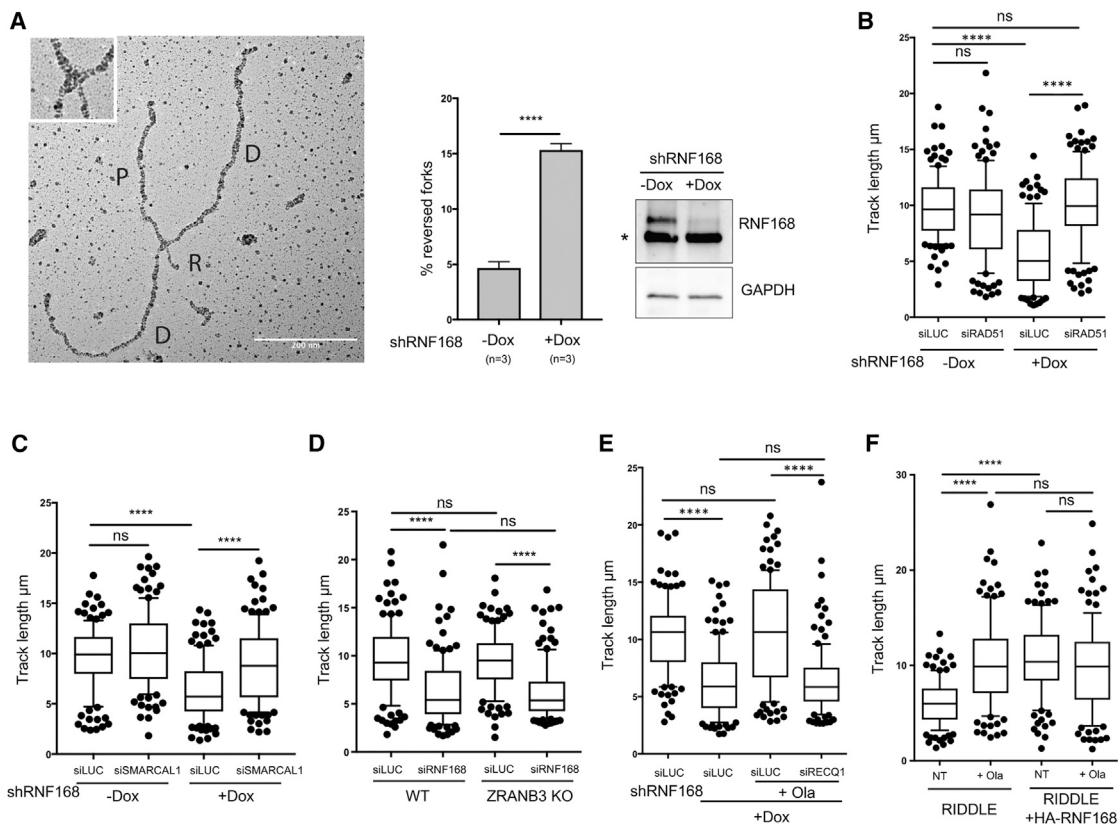 A
P
D
R
D
200 nm
% reversed forks
20
15
10
5
0
****
shRNF168
-Dox
+Dox
(n=3)
(n=3)
shRNF168
-Dox +Dox
RNF168
*
GAPDH
B
Track length µm
25
20
15
10
5
0
ns
****
ns
****
siLUC siRAD51 siLUC siRAD51
shRNF168
-Dox
+Dox
C
Track length µm
25
20
15
10
5
0
****
ns
****
siLUC siSMARCAL1 siLUC siSMARCAL1
shRNF168
-Dox
+Dox
D
Track length µm
25
20
15
10
5
0
ns
****
ns
****
siLUC siRNF168 siLUC siRNF168
WT
ZRANB3 KO
E
Track length µm
25
20
15
10
5
0
ns
ns
****
****
siLUC siLUC siLUC siRECQ1
shRNF168
+ Ola
+Dox
F
Track length µm
30
20
10
0
****
****
ns
ns
NT + Ola NT + Ola
RIDDLE
RIDDLE
+HA-RNF168